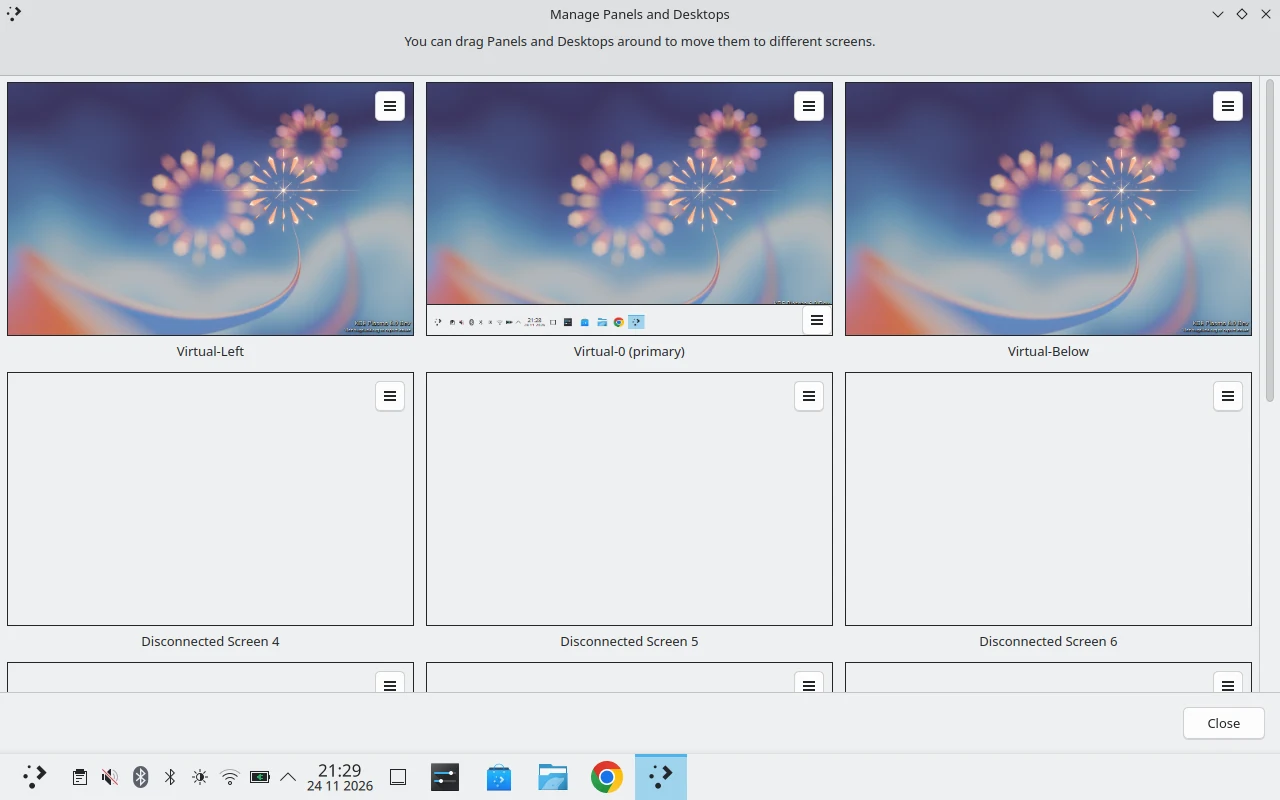 Manage Panels and Desktops
You can drag Panels and Desktops around to move them to different screens.
Virtual-Left
Virtual-0 (primary)
Virtual-Below
Disconnected Screen 4
Disconnected Screen 5
Disconnected Screen 6
Close
21:29
24 11 2026